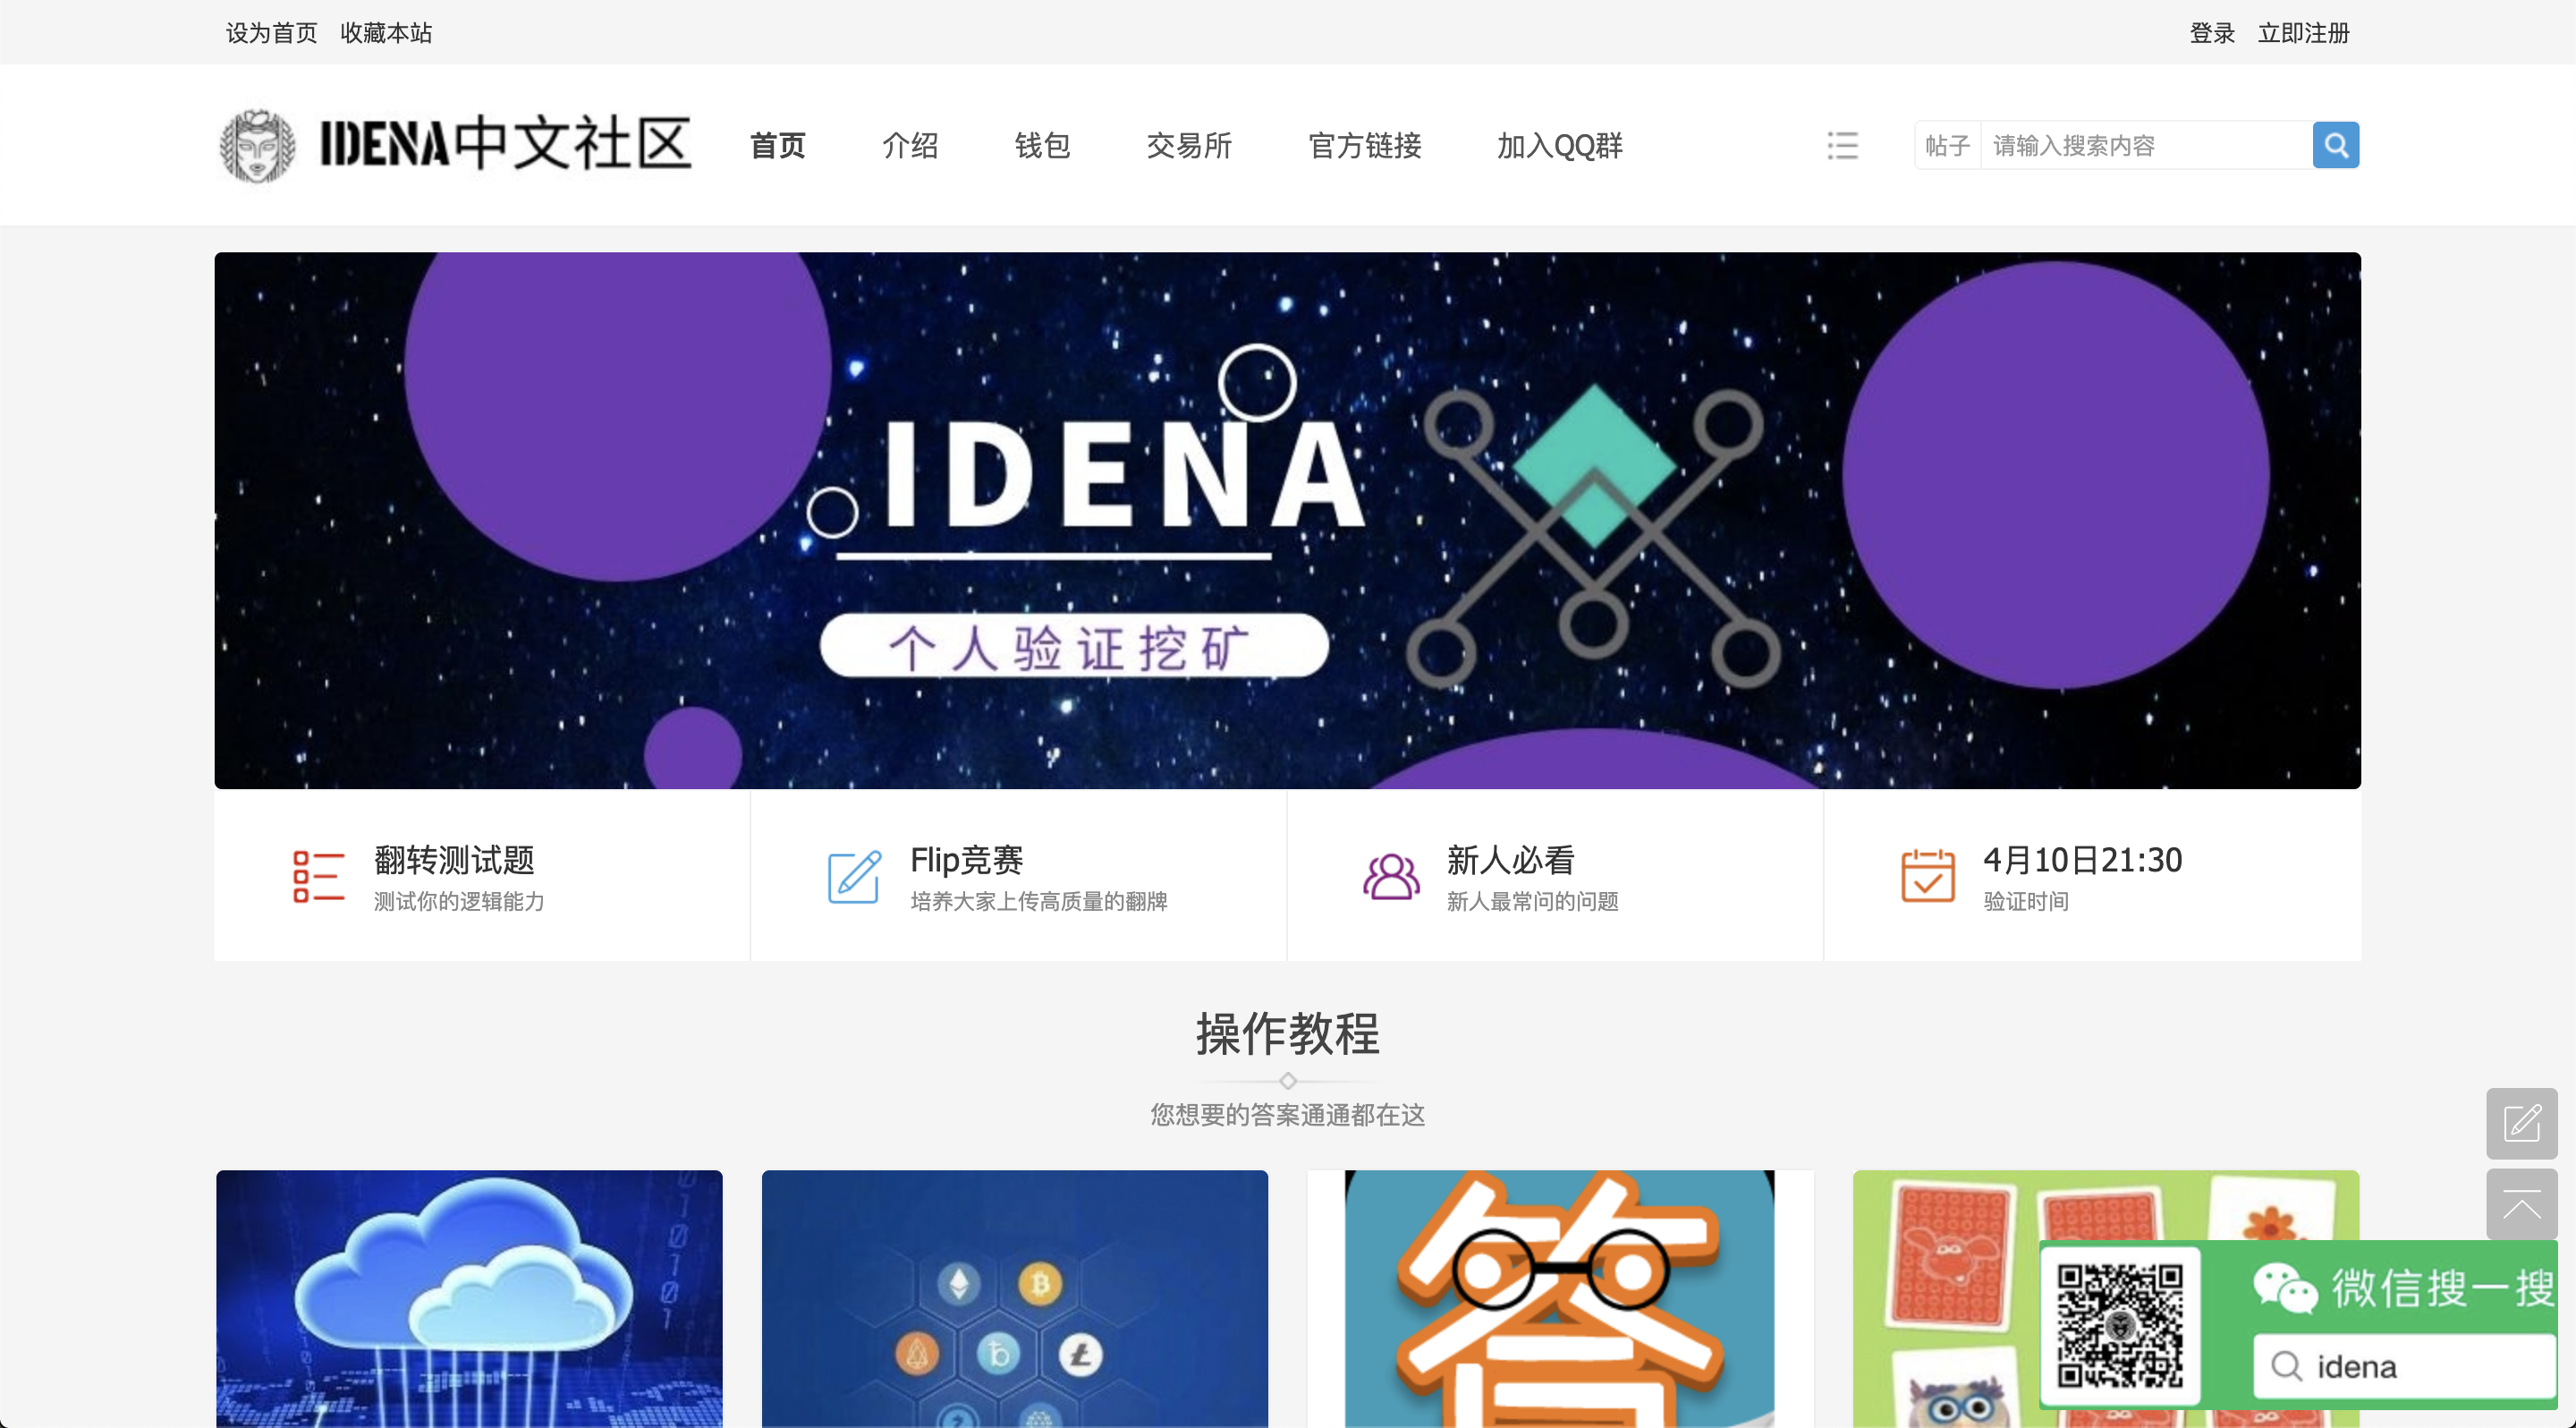 设为首页 收藏本站
登录 立即注册
IDENA中文社区
首页 介绍 钱包 交易所 官方链接 加入QQ群
帖子 请输入搜索内容
IDENA
个人验证挖矿
翻转测试题
测试你的逻辑能力
Flip竞赛
培养大家上传高质量的翻牌
新人必看
新人最常问的问题
4月10日21:30
验证时间
操作教程
您想要的答案通通都在这
答
微信搜一搜
idena